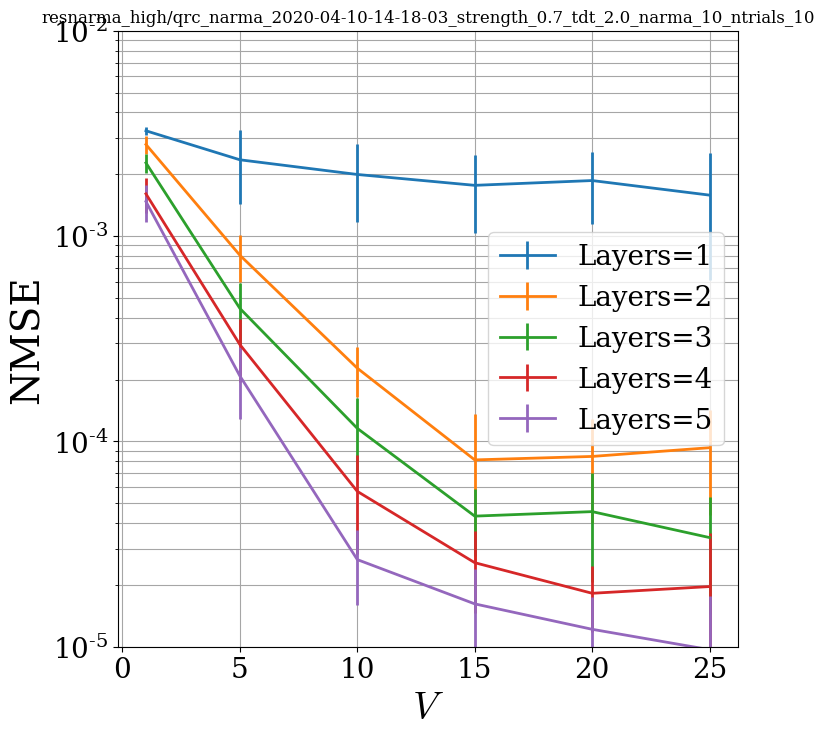 resnarma_high/qrc_narma_2020-04-10-14-18-03_strength_0.7_tdt_2.0_narma_10_ntrials_10
10^-2
10^-3
10^-4
10^-5
NMSE
Layers=1
Layers=2
Layers=3
Layers=4
Layers=5
0 5 10 15 20 25
V